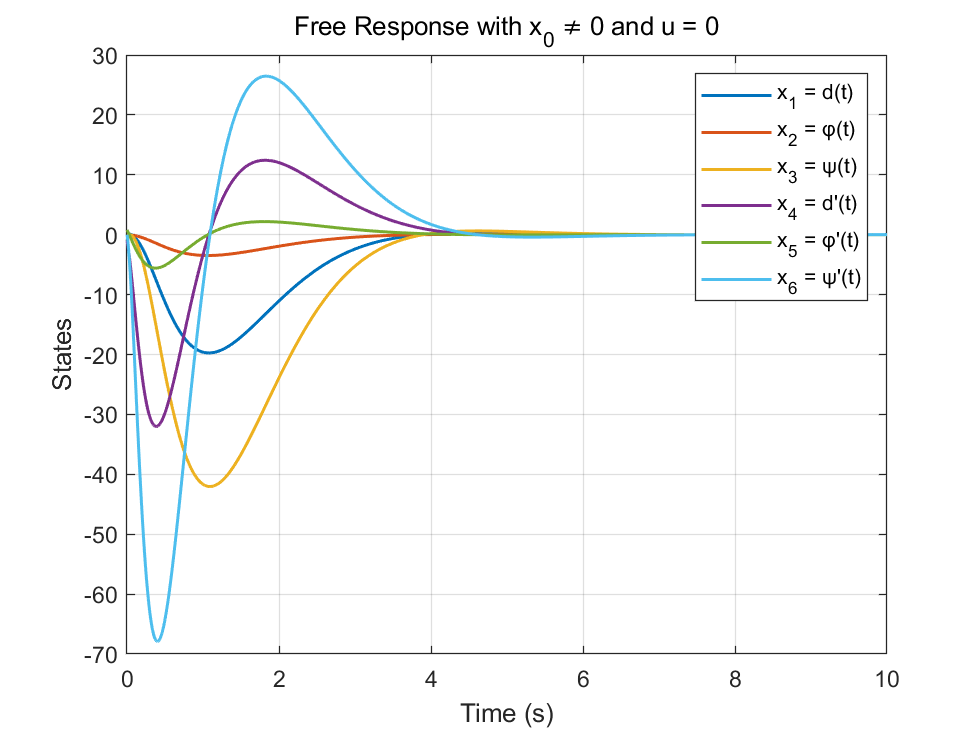 Free Response with x₀ ≠ 0 and u = 0
30
20
10
0
-10
-20
-30
-40
-50
-60
-70
States
x₁ = d(t)
x₂ = φ(t)
x₃ = ψ(t)
x₄ = d'(t)
x₅ = φ'(t)
x₆ = ψ'(t)
0 2 4 6 8 10
Time (s)